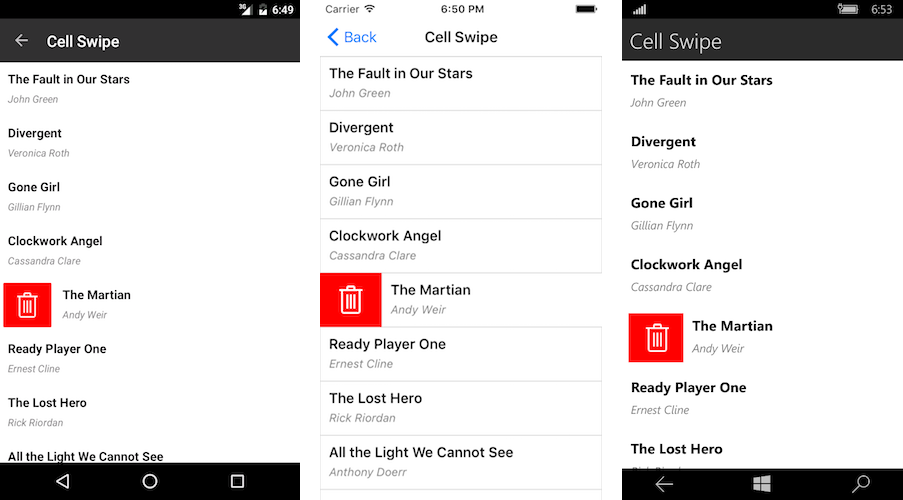 3G 6:49
Cell Swipe
The Fault in Our Stars
John Green
Divergent
Veronica Roth
Gone Girl
Gillian Flynn
Clockwork Angel
Cassandra Clare
The Martian
Andy Weir
Ready Player One
Ernest Cline
The Lost Hero
Rick Riordan
All the Light We Cannot See
Carrier 6:50 PM
Back Cell Swipe
The Fault in Our Stars
John Green
Divergent
Veronica Roth
Gone Girl
Gillian Flynn
Clockwork Angel
Cassandra Clare
The Martian
Andy Weir
Ready Player One
Ernest Cline
The Lost Hero
Rick Riordan
All the Light We Cannot See
Anthony Doerr
6:53
Cell Swipe
The Fault in Our Stars
John Green
Divergent
Veronica Roth
Gone Girl
Gillian Flynn
Clockwork Angel
Cassandra Clare
The Martian
Andy Weir
Ready Player One
Ernest Cline
The Lost Hero